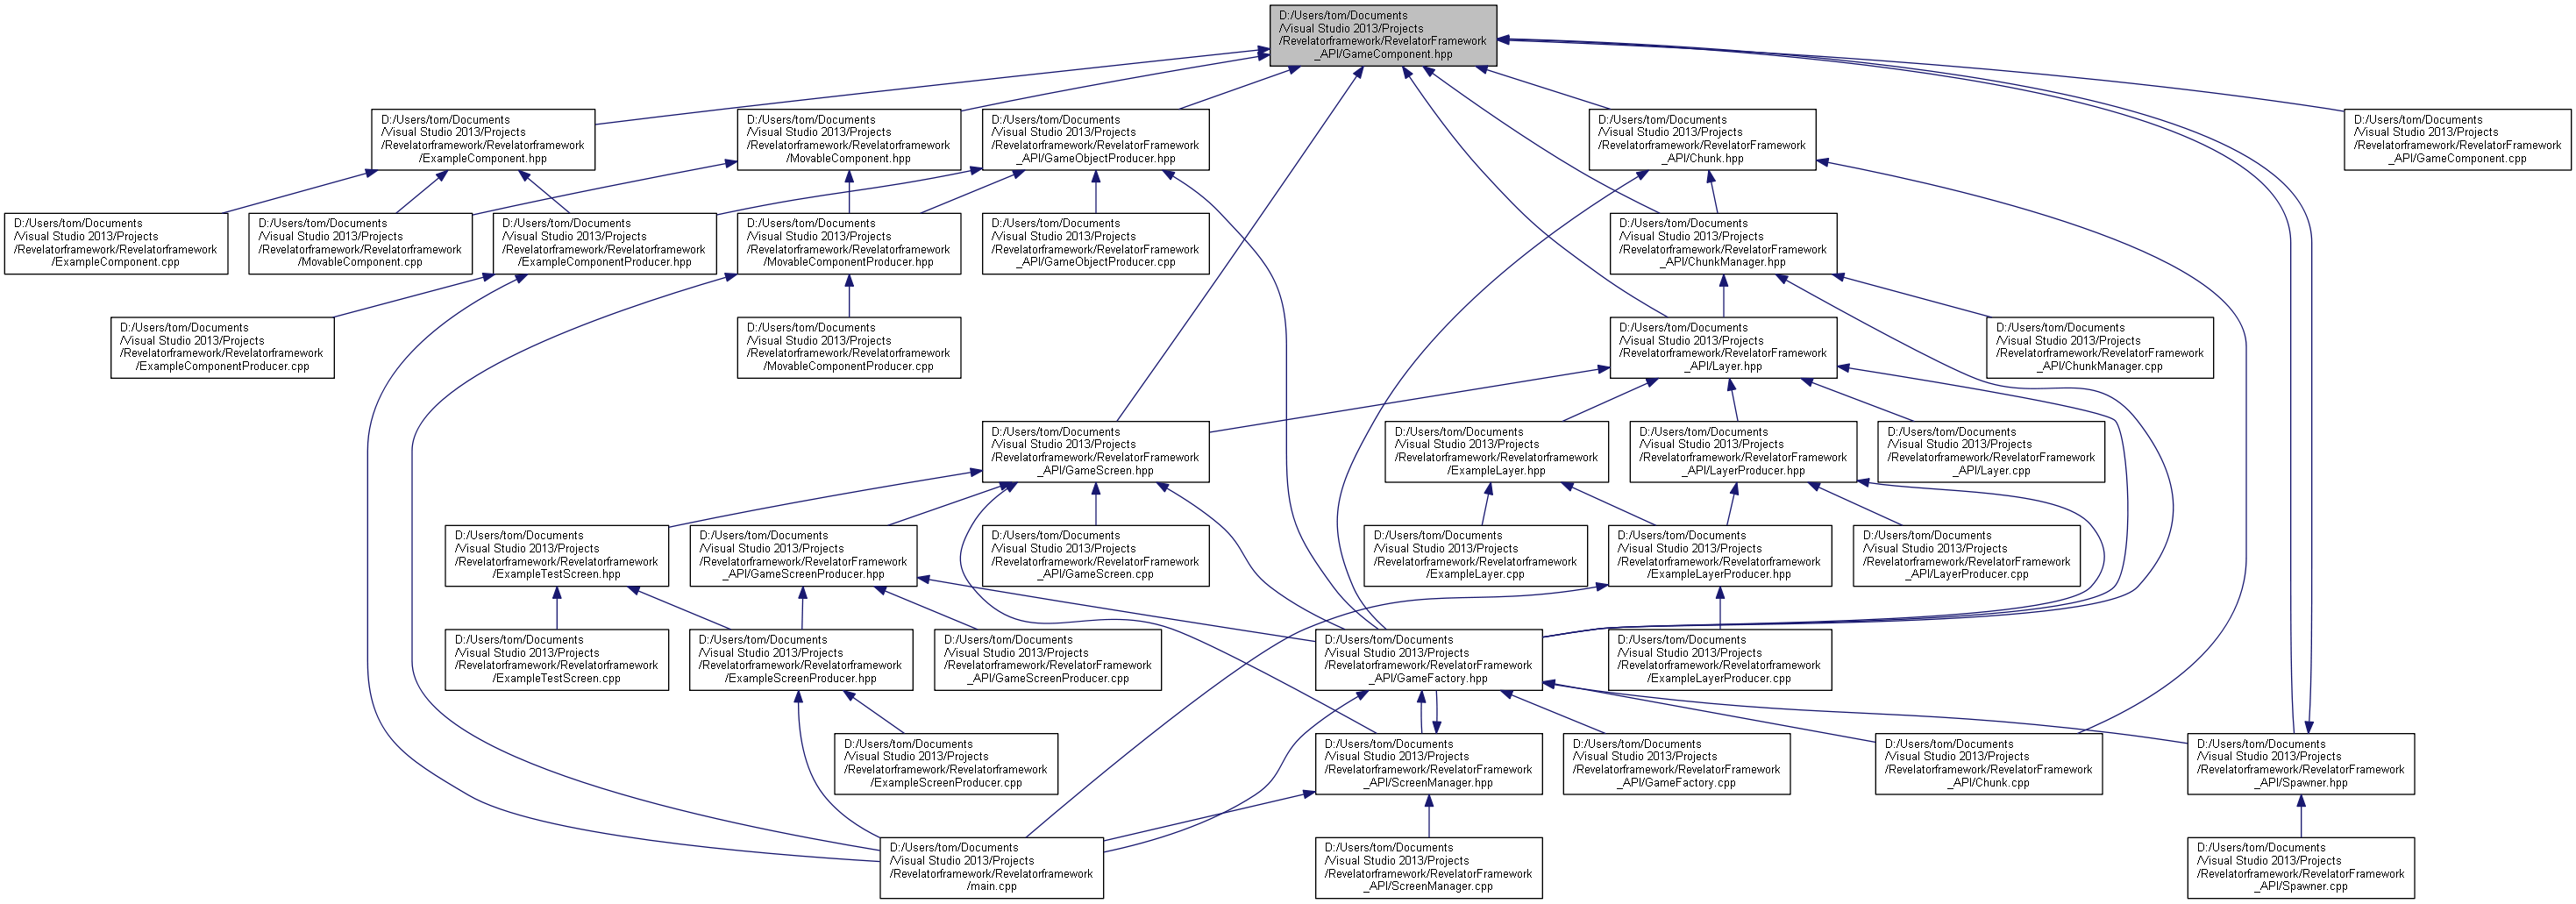 D:/Users/tom/Documents
/Visual Studio 2013/Projects
/Revelatorframework/RevelatorFramework
_API/GameComponent.hpp
D:/Users/tom/Documents
/Visual Studio 2013/Projects
/Revelatorframework/Revelatorframework
/ExampleComponent.hpp
D:/Users/tom/Documents
/Visual Studio 2013/Projects
/Revelatorframework/Revelatorframework
/MovableComponent.hpp
D:/Users/tom/Documents
/Visual Studio 2013/Projects
/Revelatorframework/RevelatorFramework
_API/GameObjectProducer.hpp
D:/Users/tom/Documents
/Visual Studio 2013/Projects
/Revelatorframework/RevelatorFramework
_API/Chunk.hpp
D:/Users/tom/Documents
/Visual Studio 2013/Projects
/Revelatorframework/RevelatorFramework
_API/GameComponent.cpp
D:/Users/tom/Documents
/Visual Studio 2013/Projects
/Revelatorframework/Revelatorframework
/ExampleComponent.cpp
D:/Users/tom/Documents
/Visual Studio 2013/Projects
/Revelatorframework/Revelatorframework
/MovableComponent.cpp
D:/Users/tom/Documents
/Visual Studio 2013/Projects
/Revelatorframework/Revelatorframework
/ExampleComponentProducer.hpp
D:/Users/tom/Documents
/Visual Studio 2013/Projects
/Revelatorframework/Revelatorframework
/MovableComponentProducer.hpp
D:/Users/tom/Documents
/Visual Studio 2013/Projects
/Revelatorframework/RevelatorFramework
_API/GameObjectProducer.cpp
D:/Users/tom/Documents
/Visual Studio 2013/Projects
/Revelatorframework/RevelatorFramework
_API/ChunkManager.hpp
D:/Users/tom/Documents
/Visual Studio 2013/Projects
/Revelatorframework/Revelatorframework
/ExampleComponentProducer.cpp
D:/Users/tom/Documents
/Visual Studio 2013/Projects
/Revelatorframework/Revelatorframework
/MovableComponentProducer.cpp
D:/Users/tom/Documents
/Visual Studio 2013/Projects
/Revelatorframework/RevelatorFramework
_API/Layer.hpp
D:/Users/tom/Documents
/Visual Studio 2013/Projects
/Revelatorframework/RevelatorFramework
_API/ChunkManager.cpp
D:/Users/tom/Documents
/Visual Studio 2013/Projects
/Revelatorframework/RevelatorFramework
_API/GameScreen.hpp
D:/Users/tom/Documents
/Visual Studio 2013/Projects
/Revelatorframework/Revelatorframework
/ExampleLayer.hpp
D:/Users/tom/Documents
/Visual Studio 2013/Projects
/Revelatorframework/RevelatorFramework
_API/LayerProducer.hpp
D:/Users/tom/Documents
/Visual Studio 2013/Projects
/Revelatorframework/RevelatorFramework
_API/Layer.cpp
D:/Users/tom/Documents
/Visual Studio 2013/Projects
/Revelatorframework/Revelatorframework
/ExampleTestScreen.hpp
D:/Users/tom/Documents
/Visual Studio 2013/Projects
/Revelatorframework/RevelatorFramework
_API/GameScreenProducer.hpp
D:/Users/tom/Documents
/Visual Studio 2013/Projects
/Revelatorframework/RevelatorFramework
_API/GameScreen.cpp
D:/Users/tom/Documents
/Visual Studio 2013/Projects
/Revelatorframework/Revelatorframework
/ExampleLayer.cpp
D:/Users/tom/Documents
/Visual Studio 2013/Projects
/Revelatorframework/Revelatorframework
/ExampleLayerProducer.hpp
D:/Users/tom/Documents
/Visual Studio 2013/Projects
/Revelatorframework/RevelatorFramework
_API/LayerProducer.cpp
D:/Users/tom/Documents
/Visual Studio 2013/Projects
/Revelatorframework/Revelatorframework
/ExampleTestScreen.cpp
D:/Users/tom/Documents
/Visual Studio 2013/Projects
/Revelatorframework/Revelatorframework
/ExampleScreenProducer.hpp
D:/Users/tom/Documents
/Visual Studio 2013/Projects
/Revelatorframework/RevelatorFramework
_API/GameScreenProducer.cpp
D:/Users/tom/Documents
/Visual Studio 2013/Projects
/Revelatorframework/RevelatorFramework
_API/GameFactory.hpp
D:/Users/tom/Documents
/Visual Studio 2013/Projects
/Revelatorframework/Revelatorframework
/ExampleLayerProducer.cpp
D:/Users/tom/Documents
/Visual Studio 2013/Projects
/Revelatorframework/Revelatorframework
/ExampleScreenProducer.cpp
D:/Users/tom/Documents
/Visual Studio 2013/Projects
/Revelatorframework/RevelatorFramework
_API/ScreenManager.hpp
D:/Users/tom/Documents
/Visual Studio 2013/Projects
/Revelatorframework/RevelatorFramework
_API/GameFactory.cpp
D:/Users/tom/Documents
/Visual Studio 2013/Projects
/Revelatorframework/RevelatorFramework
_API/Chunk.cpp
D:/Users/tom/Documents
/Visual Studio 2013/Projects
/Revelatorframework/RevelatorFramework
_API/Spawner.hpp
D:/Users/tom/Documents
/Visual Studio 2013/Projects
/Revelatorframework/Revelatorframework
/main.cpp
D:/Users/tom/Documents
/Visual Studio 2013/Projects
/Revelatorframework/RevelatorFramework
_API/ScreenManager.cpp
D:/Users/tom/Documents
/Visual Studio 2013/Projects
/Revelatorframework/RevelatorFramework
_API/Spawner.cpp